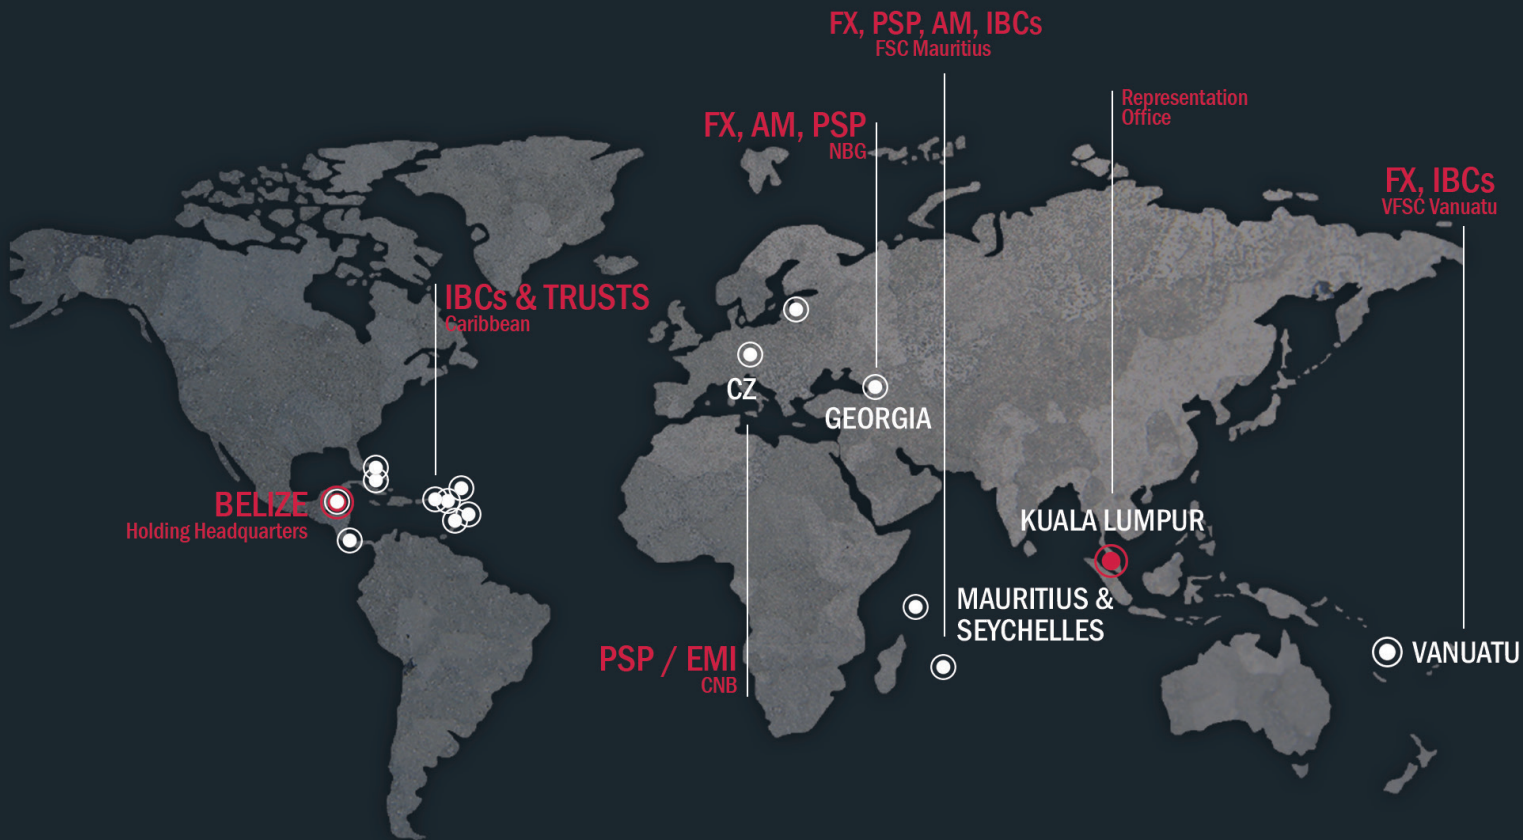 FX, PSP, AM, IBCs
FSC Mauritius
Representation
Office
FX, AM, PSP
NBG
FX, IBCs
VFSC Vanuatu
IBCs & TRUSTS
Caribbean
CZ
GEORGIA
BELIZE
Holding Headquarters
KUALA LUMPUR
MAURITIUS &
SEYCHELLES
PSP / EMI
CNB
VANUATU